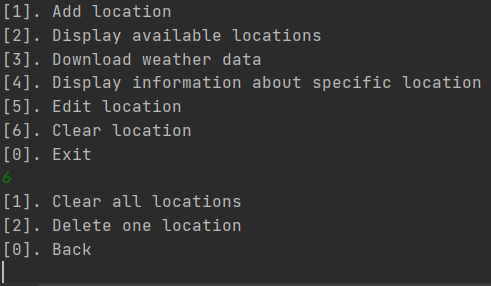 [1]. Add location
[2]. Display available locations
[3]. Download weather data
[4]. Display information about specific location
[5]. Edit location
[6]. Clear location
[0]. Exit
6
[1]. Clear all locations
[2]. Delete one location
[0]. Back